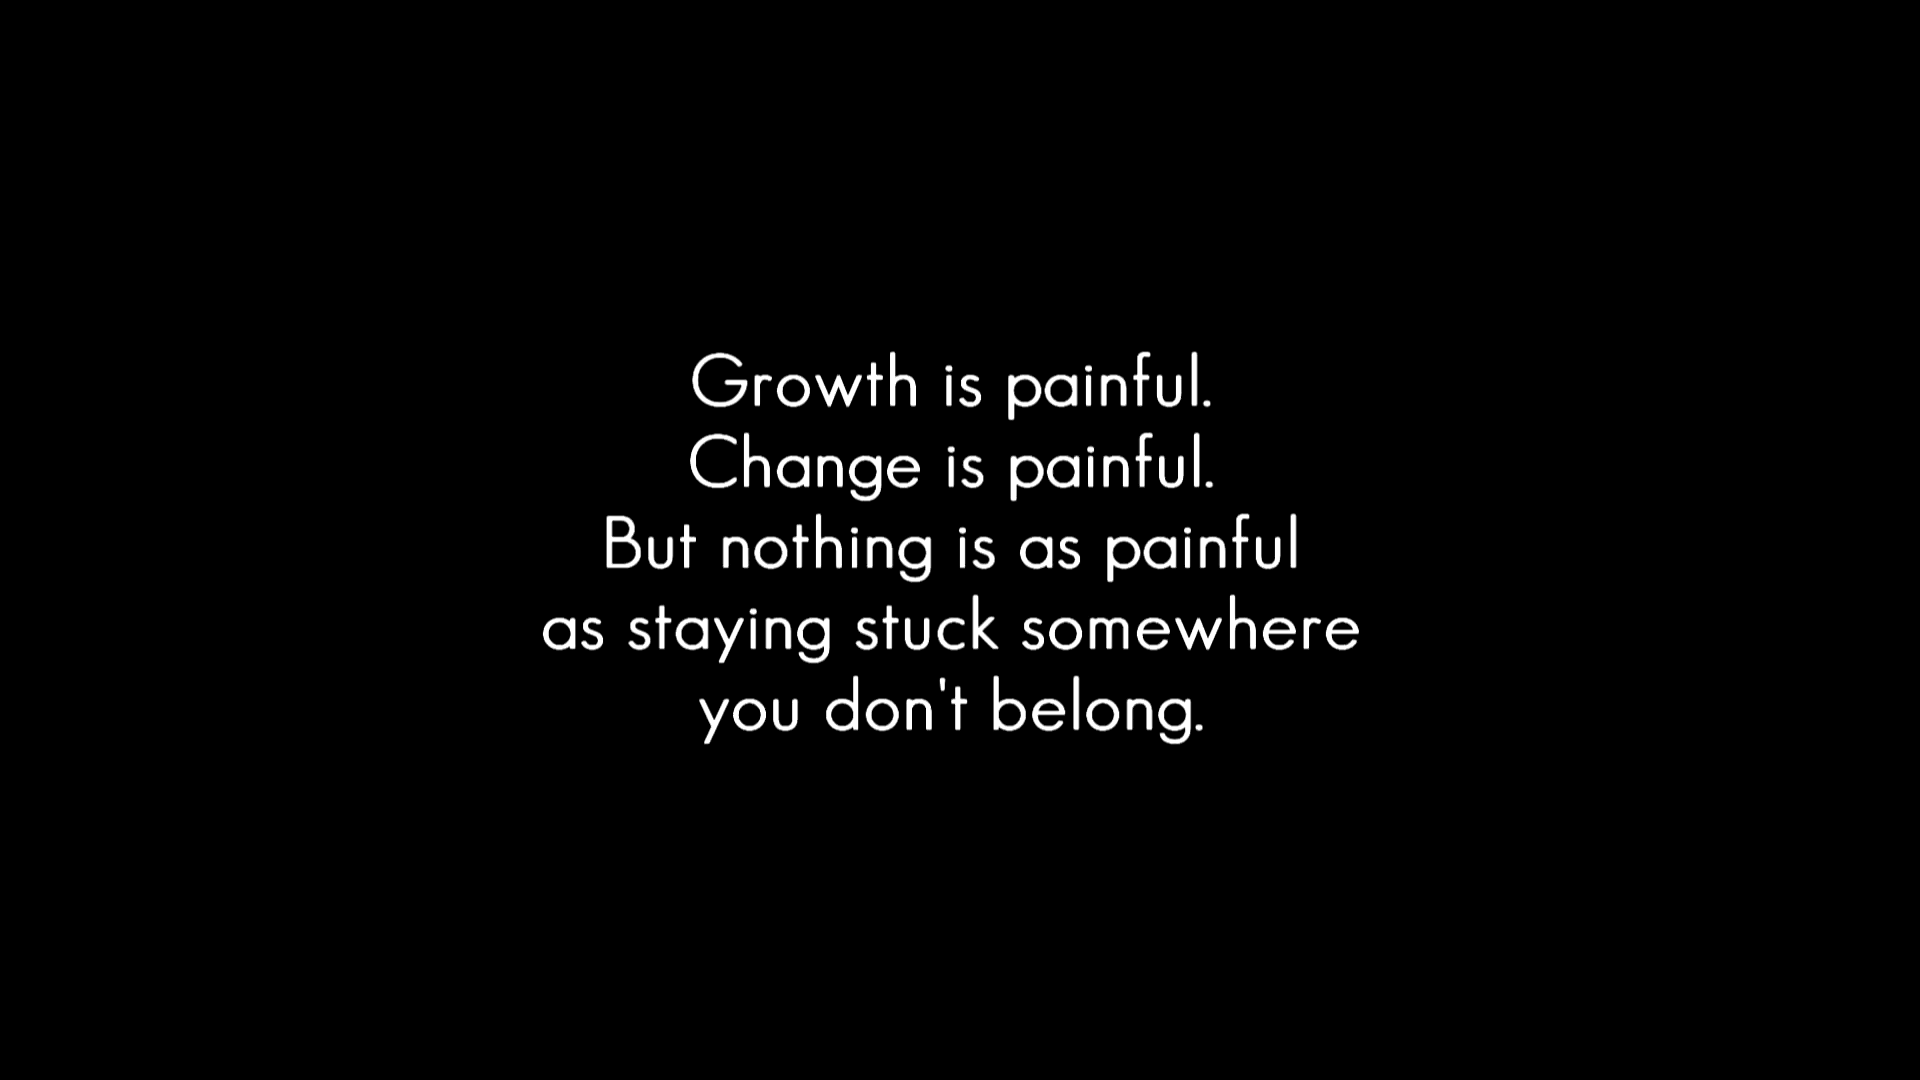 Growth is painful.
Change is painful.
But nothing is as painful
as staying stuck somewhere
you don't belong.